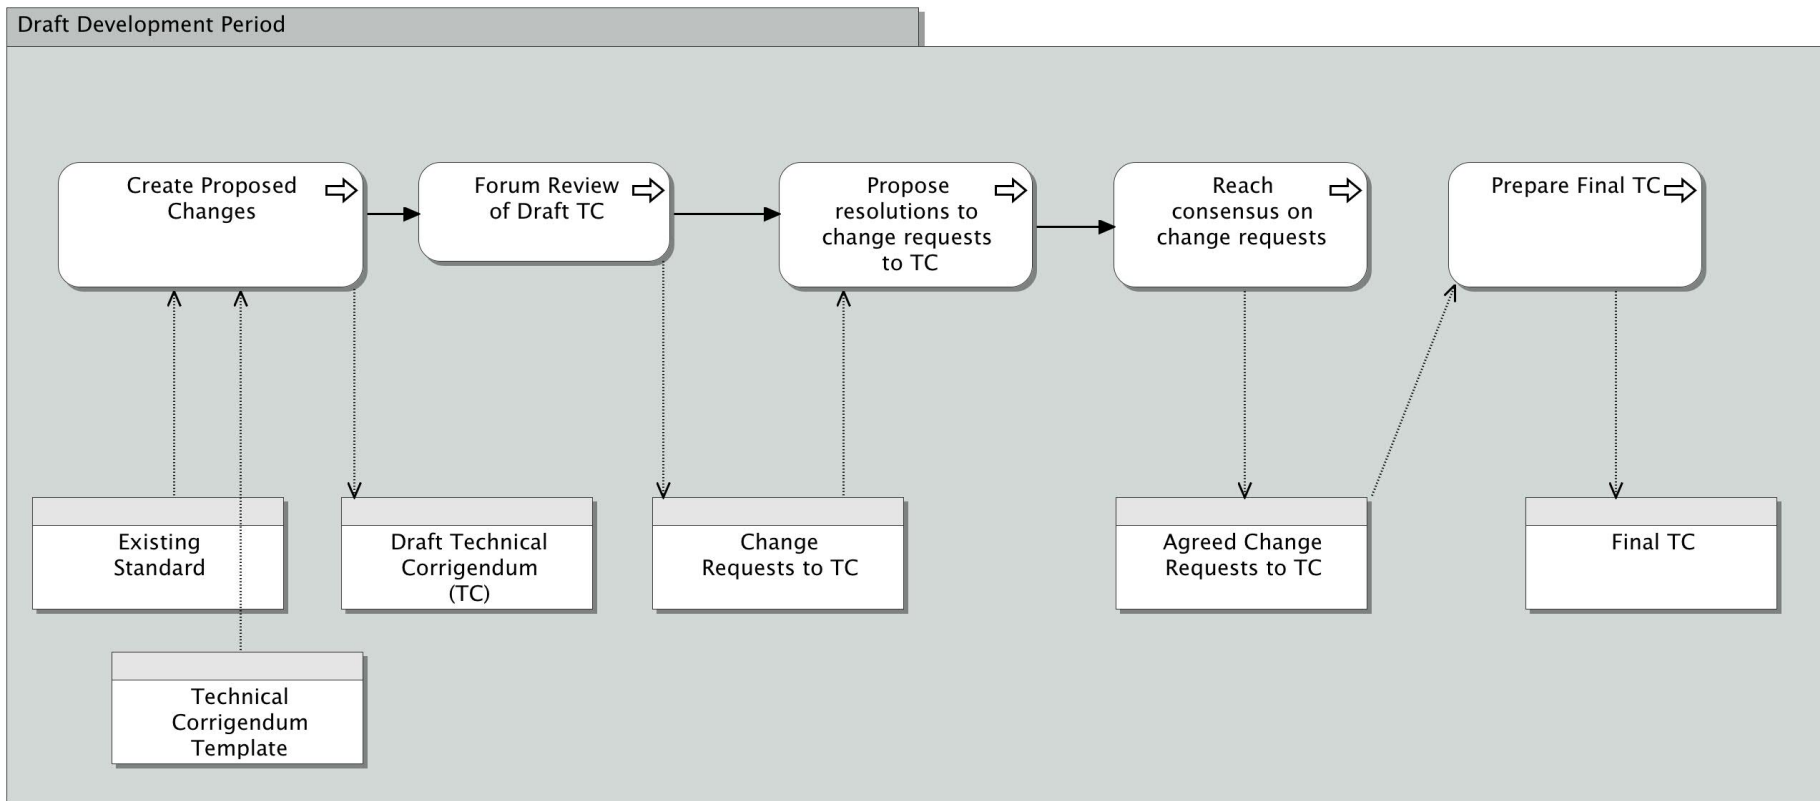 Draft Development Period
Create Proposed
Changes
Forum Review
of Draft TC
Propose
resolutions to
change requests
to TC
Reach
consensus on
change requests
Prepare Final TC
Existing
Standard
Draft Technical
Corrigendum
(TC)
Change
Requests to TC
Agreed Change
Requests to TC
Final TC
Technical
Corrigendum
Template